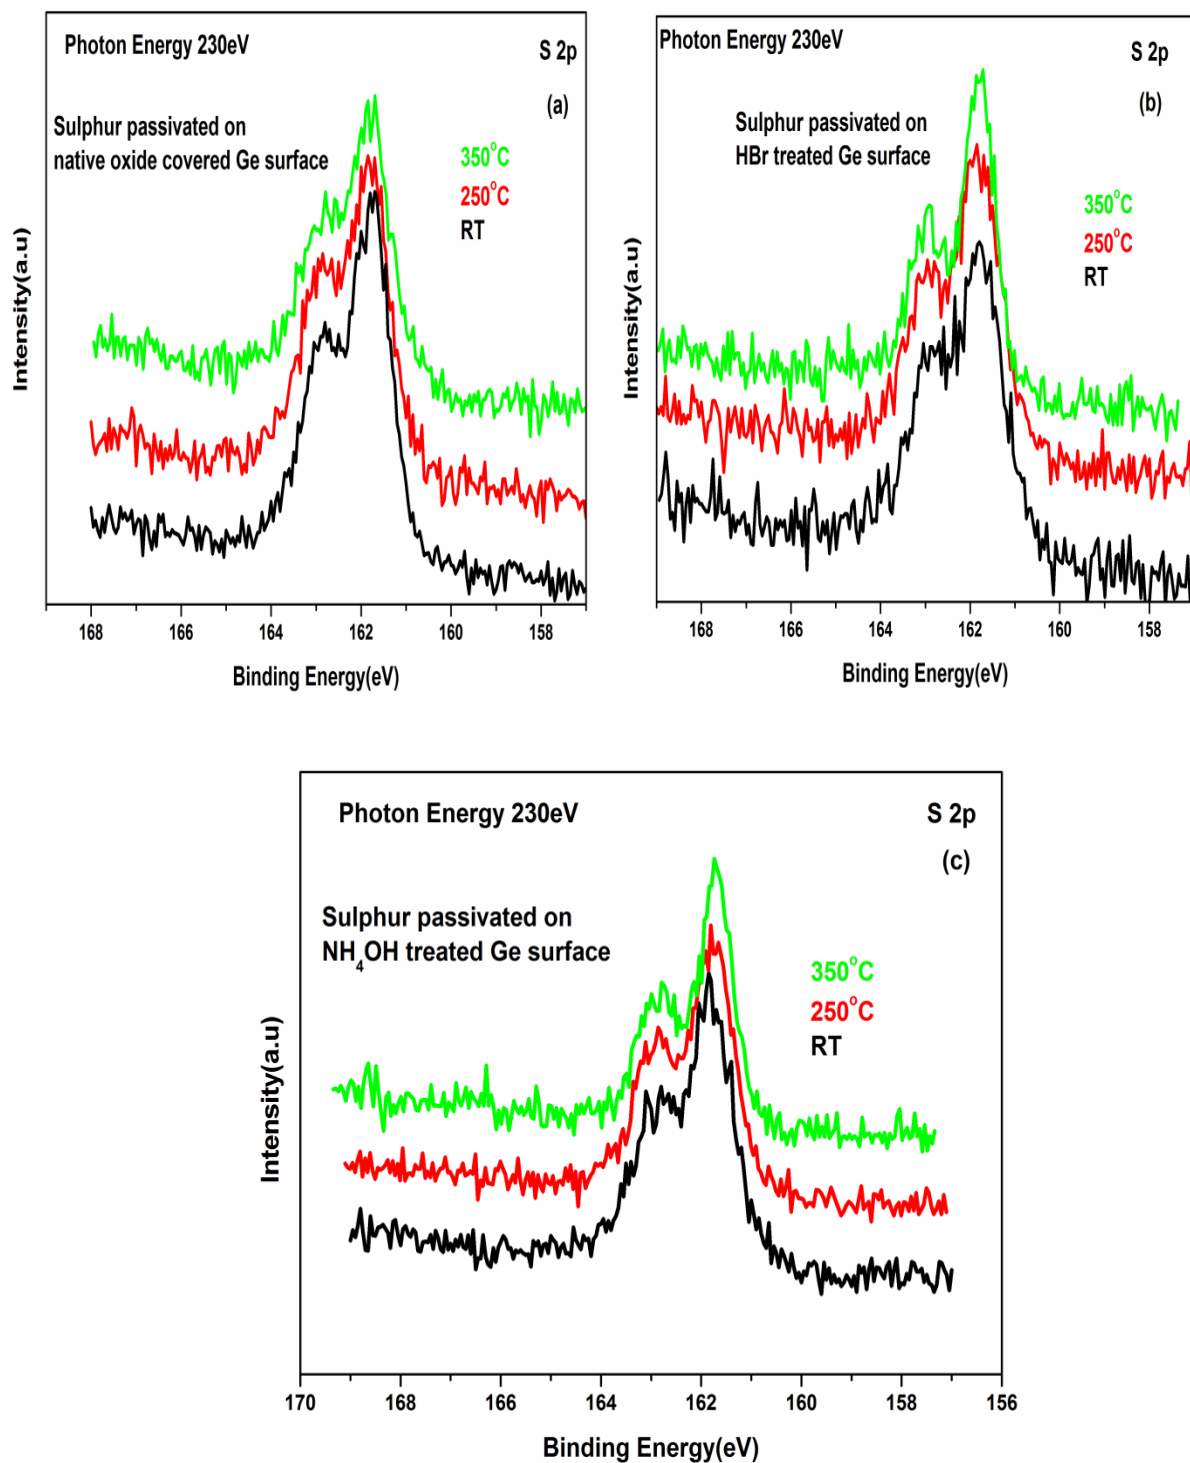 Photon Energy 230eV
S 2p
(a)
Sulphur passivated on
native oxide covered Ge surface
350°C
250°C
RT
Intensity(a.u)
168 166 164 162 160 158
Binding Energy(eV)
Photon Energy 230eV
S 2p
(b)
Sulphur passivated on
HBr treated Ge surface
350°C
250°C
RT
Intensity(a.u)
168 166 164 162 160 158
Binding Energy(eV)
Photon Energy 230eV
S 2p
(c)
Sulphur passivated on
NH₄OH treated Ge surface
350°C
250°C
RT
Intensity(a.u)
170 168 166 164 162 160 158 156
Binding Energy(eV)